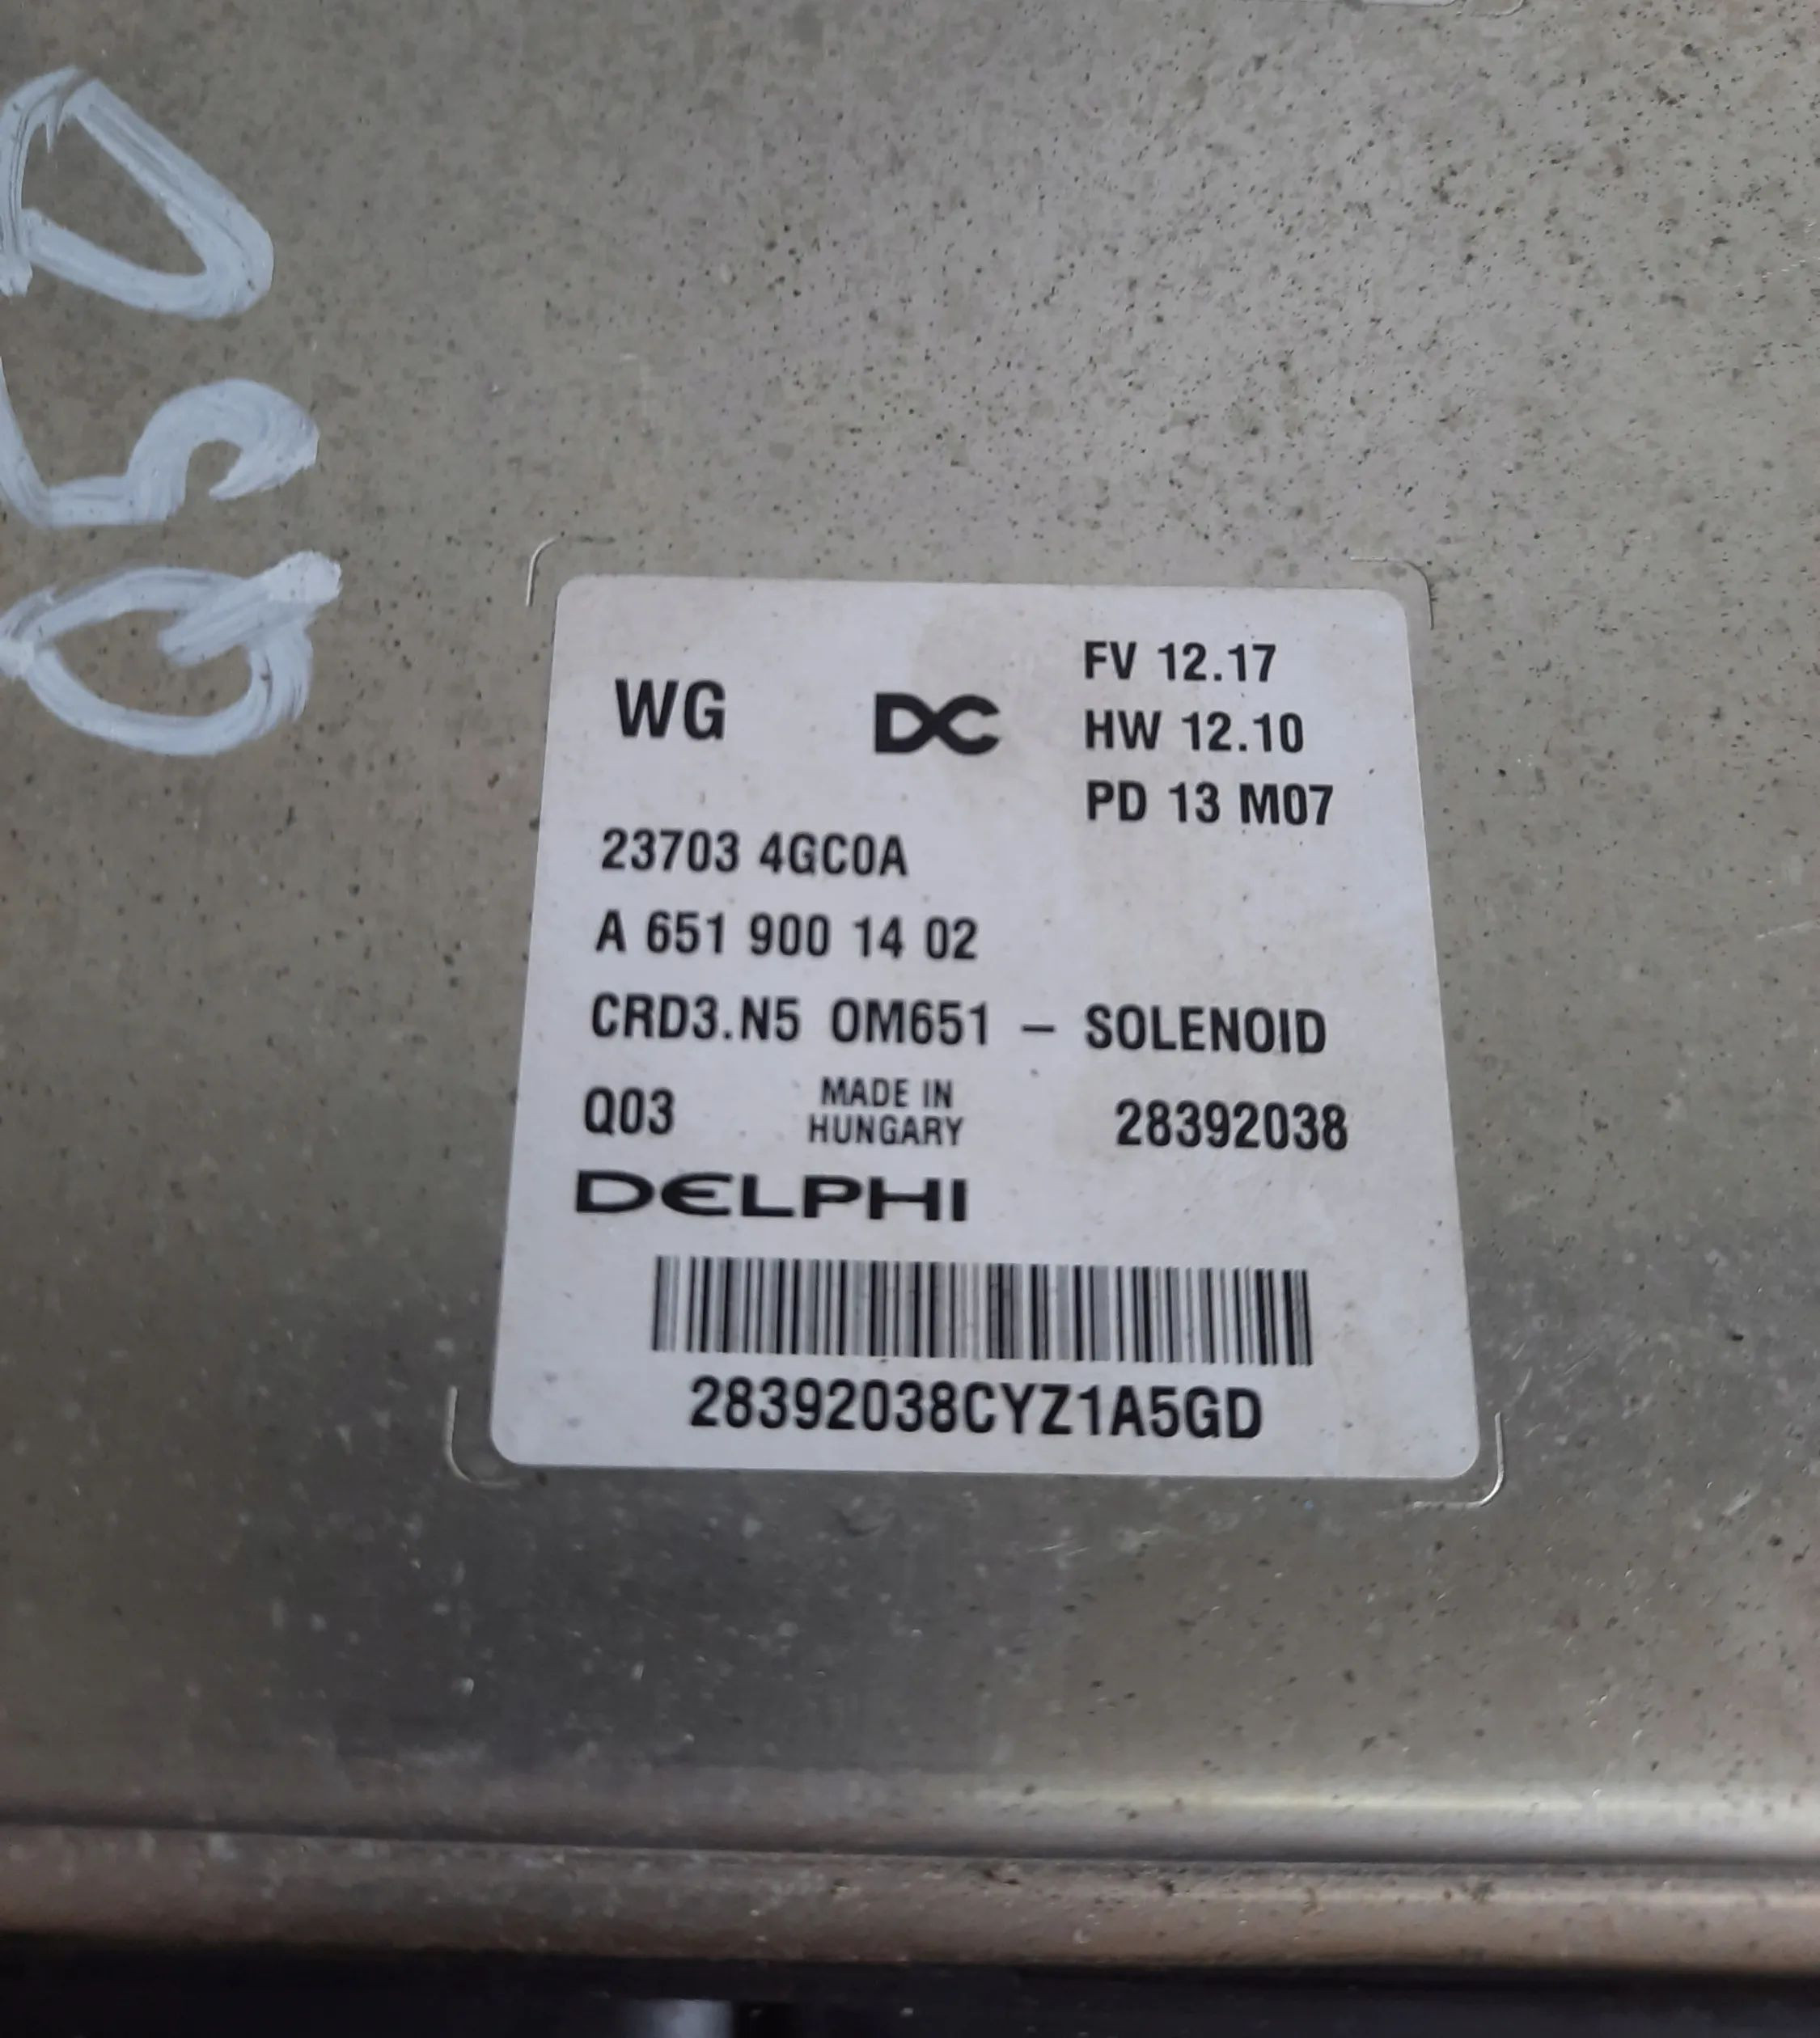 Q50
WG
DC
FV 12.17
HW 12.10
PD 13 M07
23703 4GC0A
A 651 900 14 02
CRD3.N5 OM651 – SOLENOID
Q03
MADE IN
HUNGARY
28392038
DELPHI
28392038CYZ1A5GD